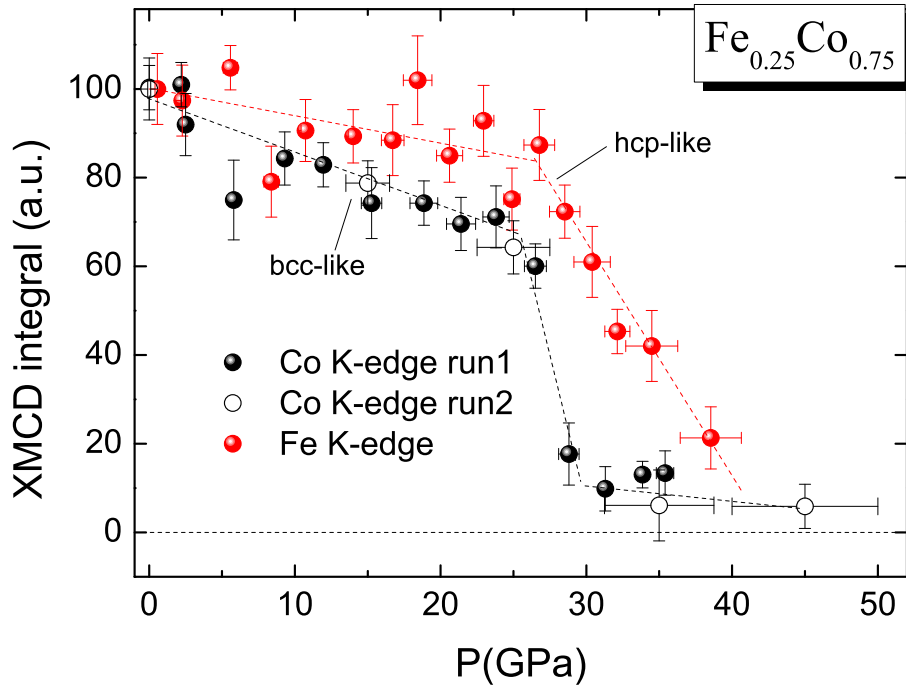 Fe0.25Co0.75
XMCD integral (a.u.)
100
80
60
40
20
0
hcp-like
bcc-like
Co K-edge run1
Co K-edge run2
Fe K-edge
0 10 20 30 40 50
P(GPa)